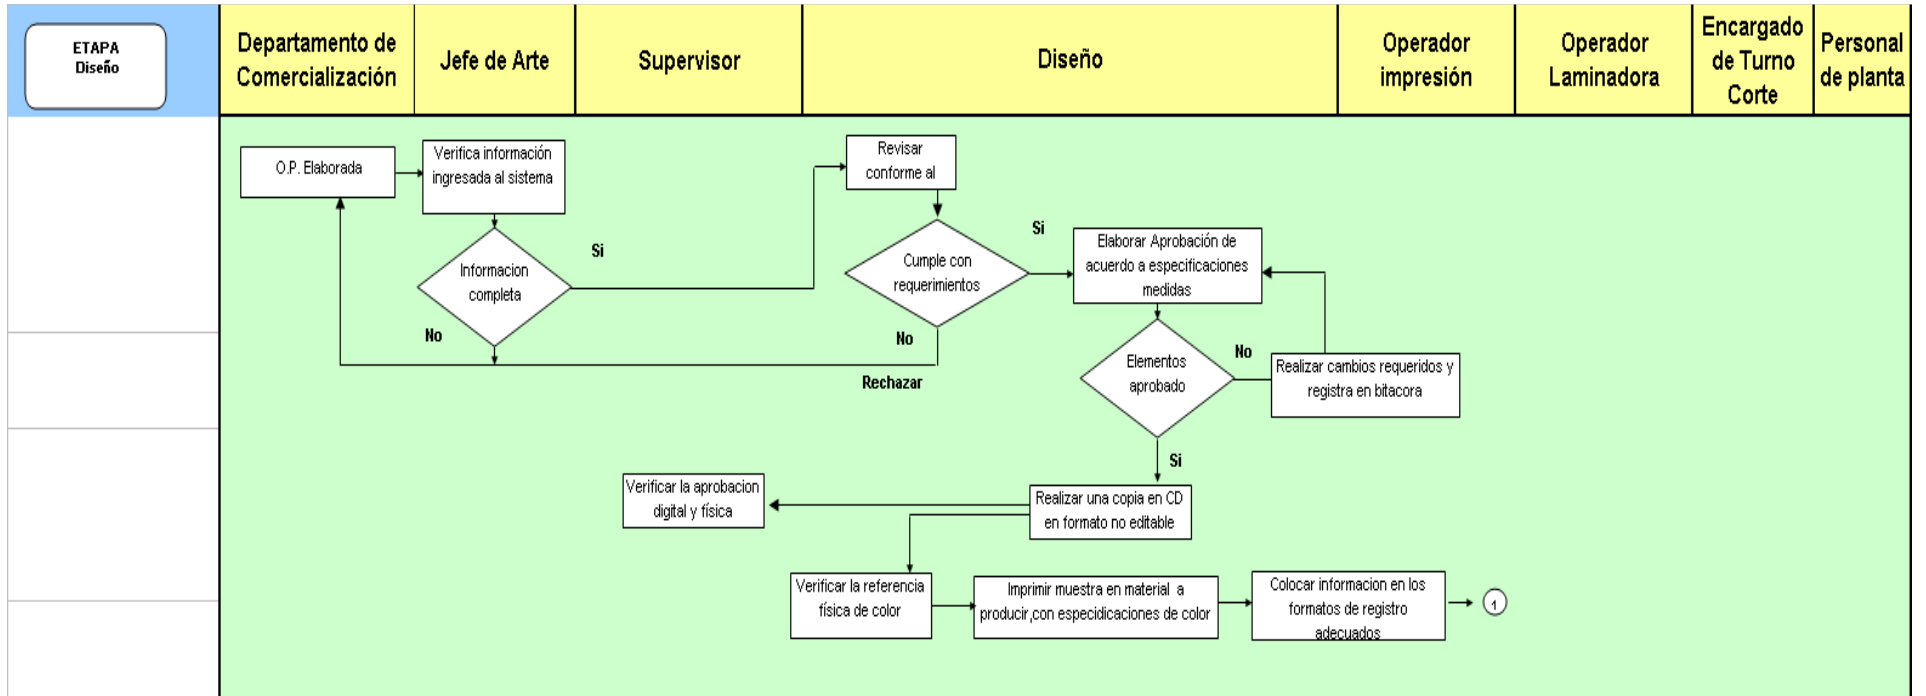 ETAPA
Diseño
Departamento de
Comercialización
Jefe de Arte
Supervisor
Diseño
Operador
impresión
Operador
Laminadora
Encargado
de Turno
Corte
Personal
de planta
O.P. Elaborada
Verifica información
ingresada al sistema
Informacion
completa
Si
No
Revisar
conforme al
Cumple con
requerimientos
Si
No
Rechazar
Elaborar Aprobación de
acuerdo a especificaciones
medidas
Elementos
aprobado
No
Realizar cambios requeridos y
registra en bitacora
Si
Realizar una copia en CD
en formato no editable
Verificar la aprobacion
digital y física
Verificar la referencia
física de color
Imprimir muestra en material a
producir,con especidicaciones de color
Colocar informacion en los
formatos de registro
adecuados
1